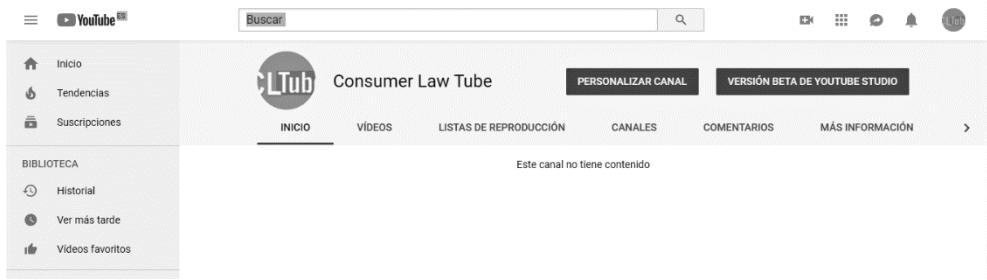 YouTube ES
Buscar
CLTub
Inicio
Tendencias
Suscripciones
BIBLIOTECA
Historial
Ver más tarde
Vídeos favoritos
CLTub
Consumer Law Tube
PERSONALIZAR CANAL
VERSIÓN BETA DE YOUTUBE STUDIO
INICIO VÍDEOS LISTAS DE REPRODUCCIÓN CANALES COMENTARIOS MÁS INFORMACIÓN
Este canal no tiene contenido